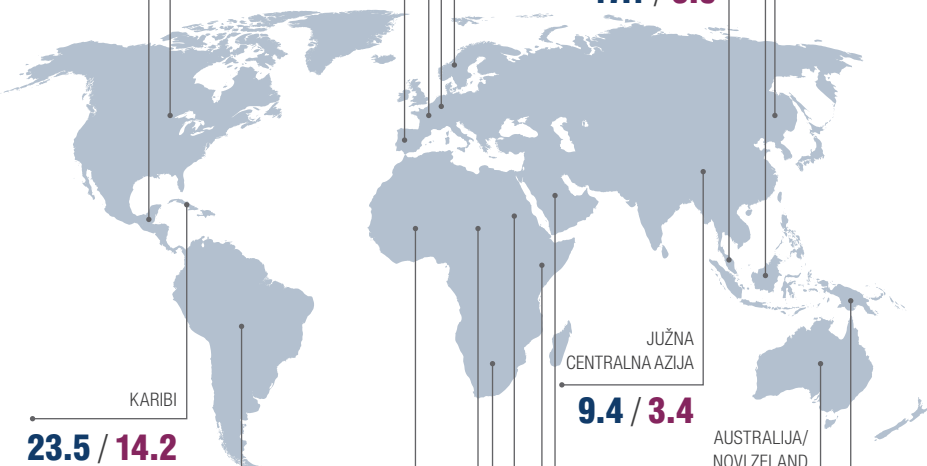 JUŽNA
CENTRALNA AZIJA
9.4 / 3.4
KARIBI
23.5 / 14.2
AUSTRALIJA/
NOVI ZELAND